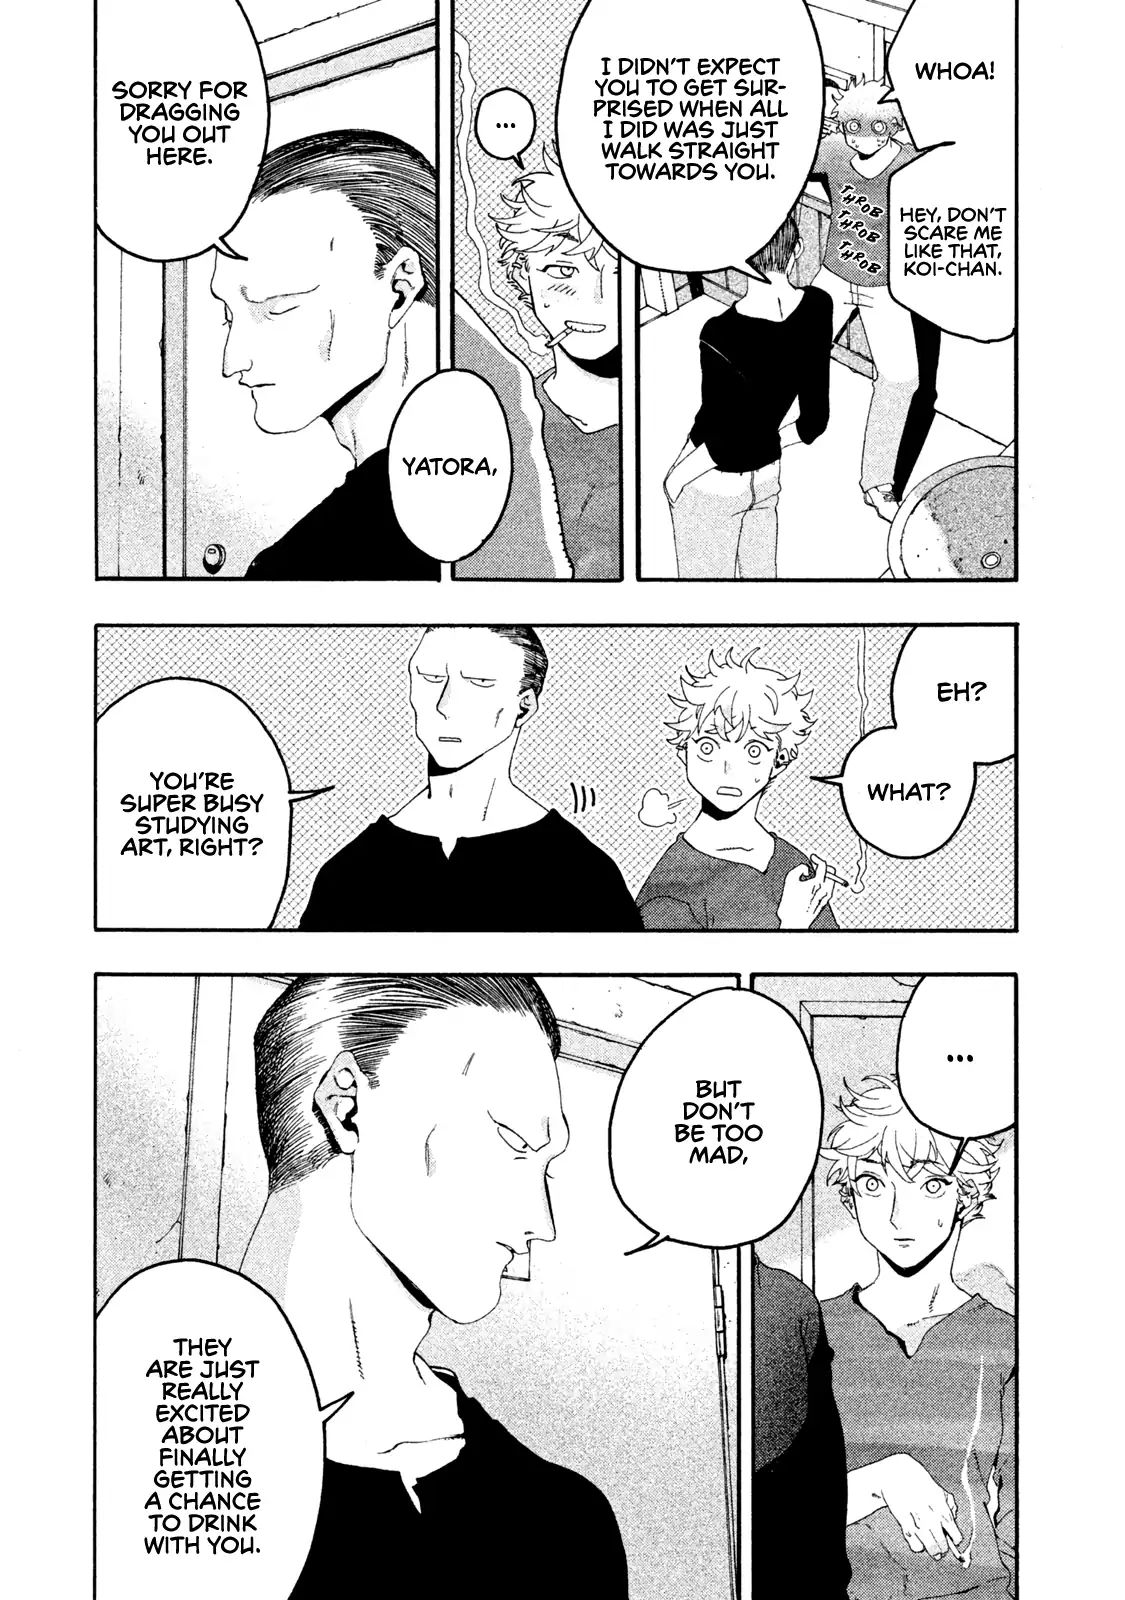 WHOA!
HEY, DON'T
SCARE ME
LIKE THAT,
KOI-CHAN.
THROB
THROB
THROB
I DIDN'T EXPECT
YOU TO GET SUR-
PRISED WHEN ALL
I DID WAS JUST
WALK STRAIGHT
TOWARDS YOU.
...
YATORA,
SORRY FOR
DRAGGING
YOU OUT
HERE.
EH?
WHAT?
YOU'RE
SUPER BUSY
STUDYING
ART, RIGHT?
...
BUT
DON'T
BE TOO
MAD,
THEY
ARE JUST
REALLY
EXCITED
ABOUT
FINALLY
GETTING
A CHANCE
TO DRINK
WITH YOU.